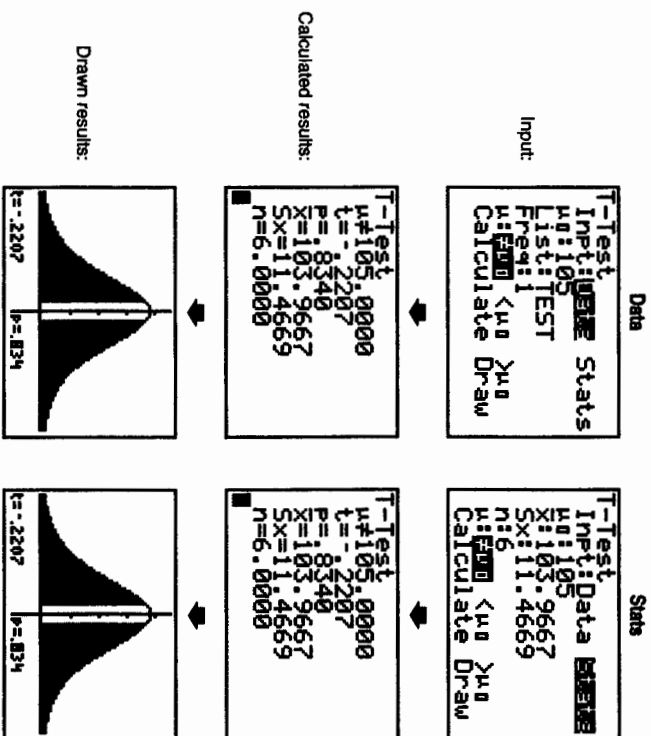 Data
Stats
Input:
T-Test
Inpt:Data Stats
μ0:105
List:TEST
Freq:1
μ:≠μ0 <μ0 >μ0
Calculate Draw
T-Test
Inpt:Data Stats
μ0:105
x̄:103.9667
Sx:11.4669
n:6
μ:≠μ0 <μ0 >μ0
Calculate Draw
Calculated results:
T-Test
μ≠105.0000
t=-.2207
P=.8340
x̄=103.9667
Sx=11.4669
n=6.0000
T-Test
μ≠105.0000
t=-.2207
P=.8340
x̄=103.9667
Sx=11.4669
n=6.0000
Drawn results:
t=-.2207 P=.834
t=-.2207 P=.834